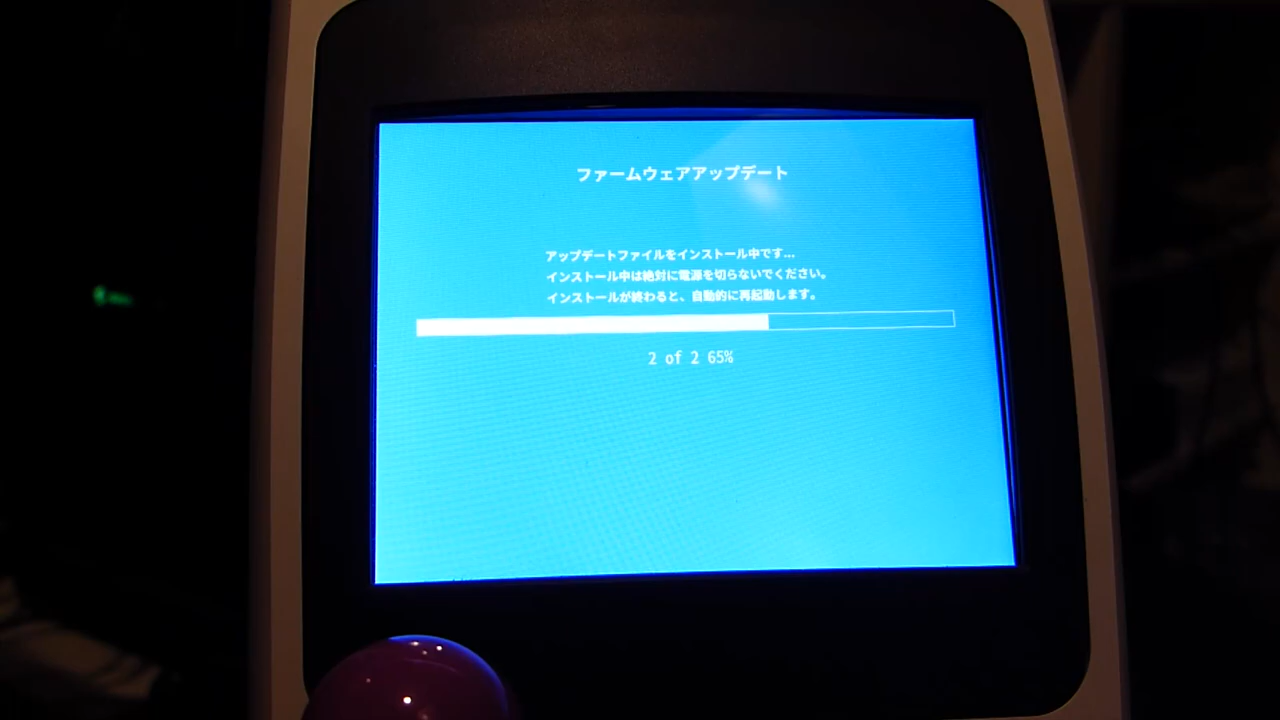 ファームウェアアップデート
アップデートファイルをインストール中です...
インストール中は絶対に電源を切らないでください。
インストールが終わると、自動的に再起動します。
2 of 2 65%